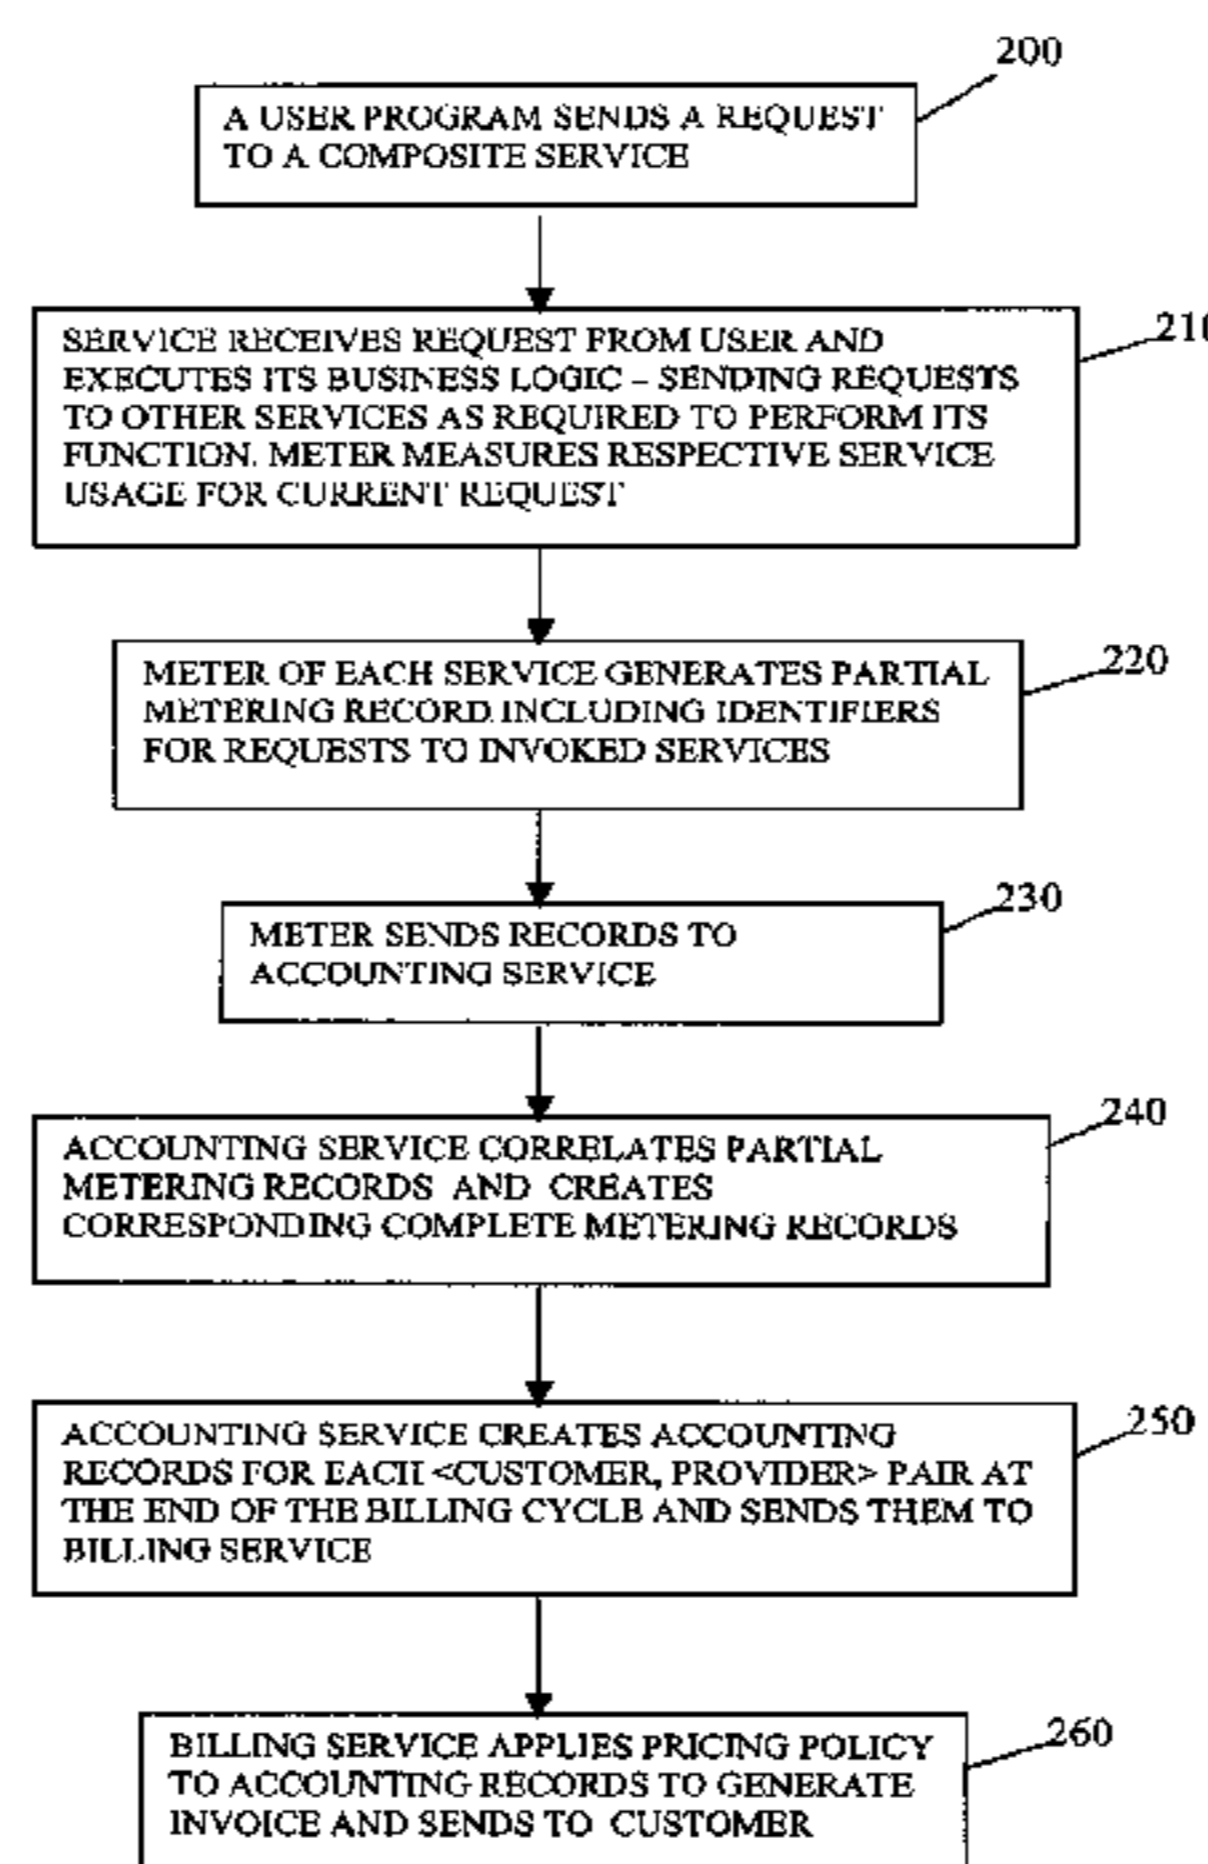 200
A USER PROGRAM SENDS A REQUEST
TO A COMPOSITE SERVICE
210
SERVICE RECEIVES REQUEST FROM USER AND
EXECUTES ITS BUSINESS LOGIC – SENDING REQUESTS
TO OTHER SERVICES AS REQUIRED TO PERFORM ITS
FUNCTION. METER MEASURES RESPECTIVE SERVICE
USAGE FOR CURRENT REQUEST
220
METER OF EACH SERVICE GENERATES PARTIAL
METERING RECORD INCLUDING IDENTIFIERS
FOR REQUESTS TO INVOKED SERVICES
230
METER SENDS RECORDS TO
ACCOUNTING SERVICE
240
ACCOUNTING SERVICE CORRELATES PARTIAL
METERING RECORDS AND CREATES
CORRESPONDING COMPLETE METERING RECORDS
250
ACCOUNTING SERVICE CREATES ACCOUNTING
RECORDS FOR EACH <CUSTOMER, PROVIDER> PAIR AT
THE END OF THE BILLING CYCLE AND SENDS THEM TO
BILLING SERVICE
260
BILLING SERVICE APPLIES PRICING POLICY
TO ACCOUNTING RECORDS TO GENERATE
INVOICE AND SENDS TO CUSTOMER